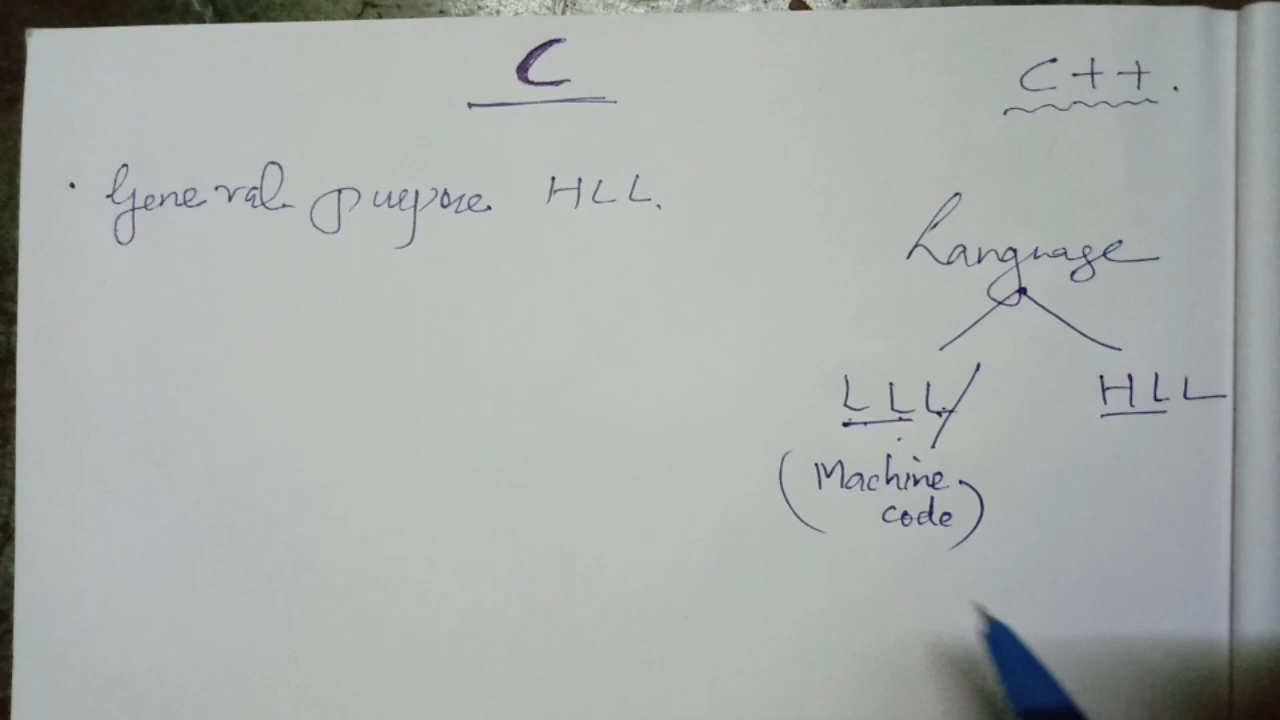 C
C++.
· General purpose HLL.
Language
LLL
HLL
(Machine
code)